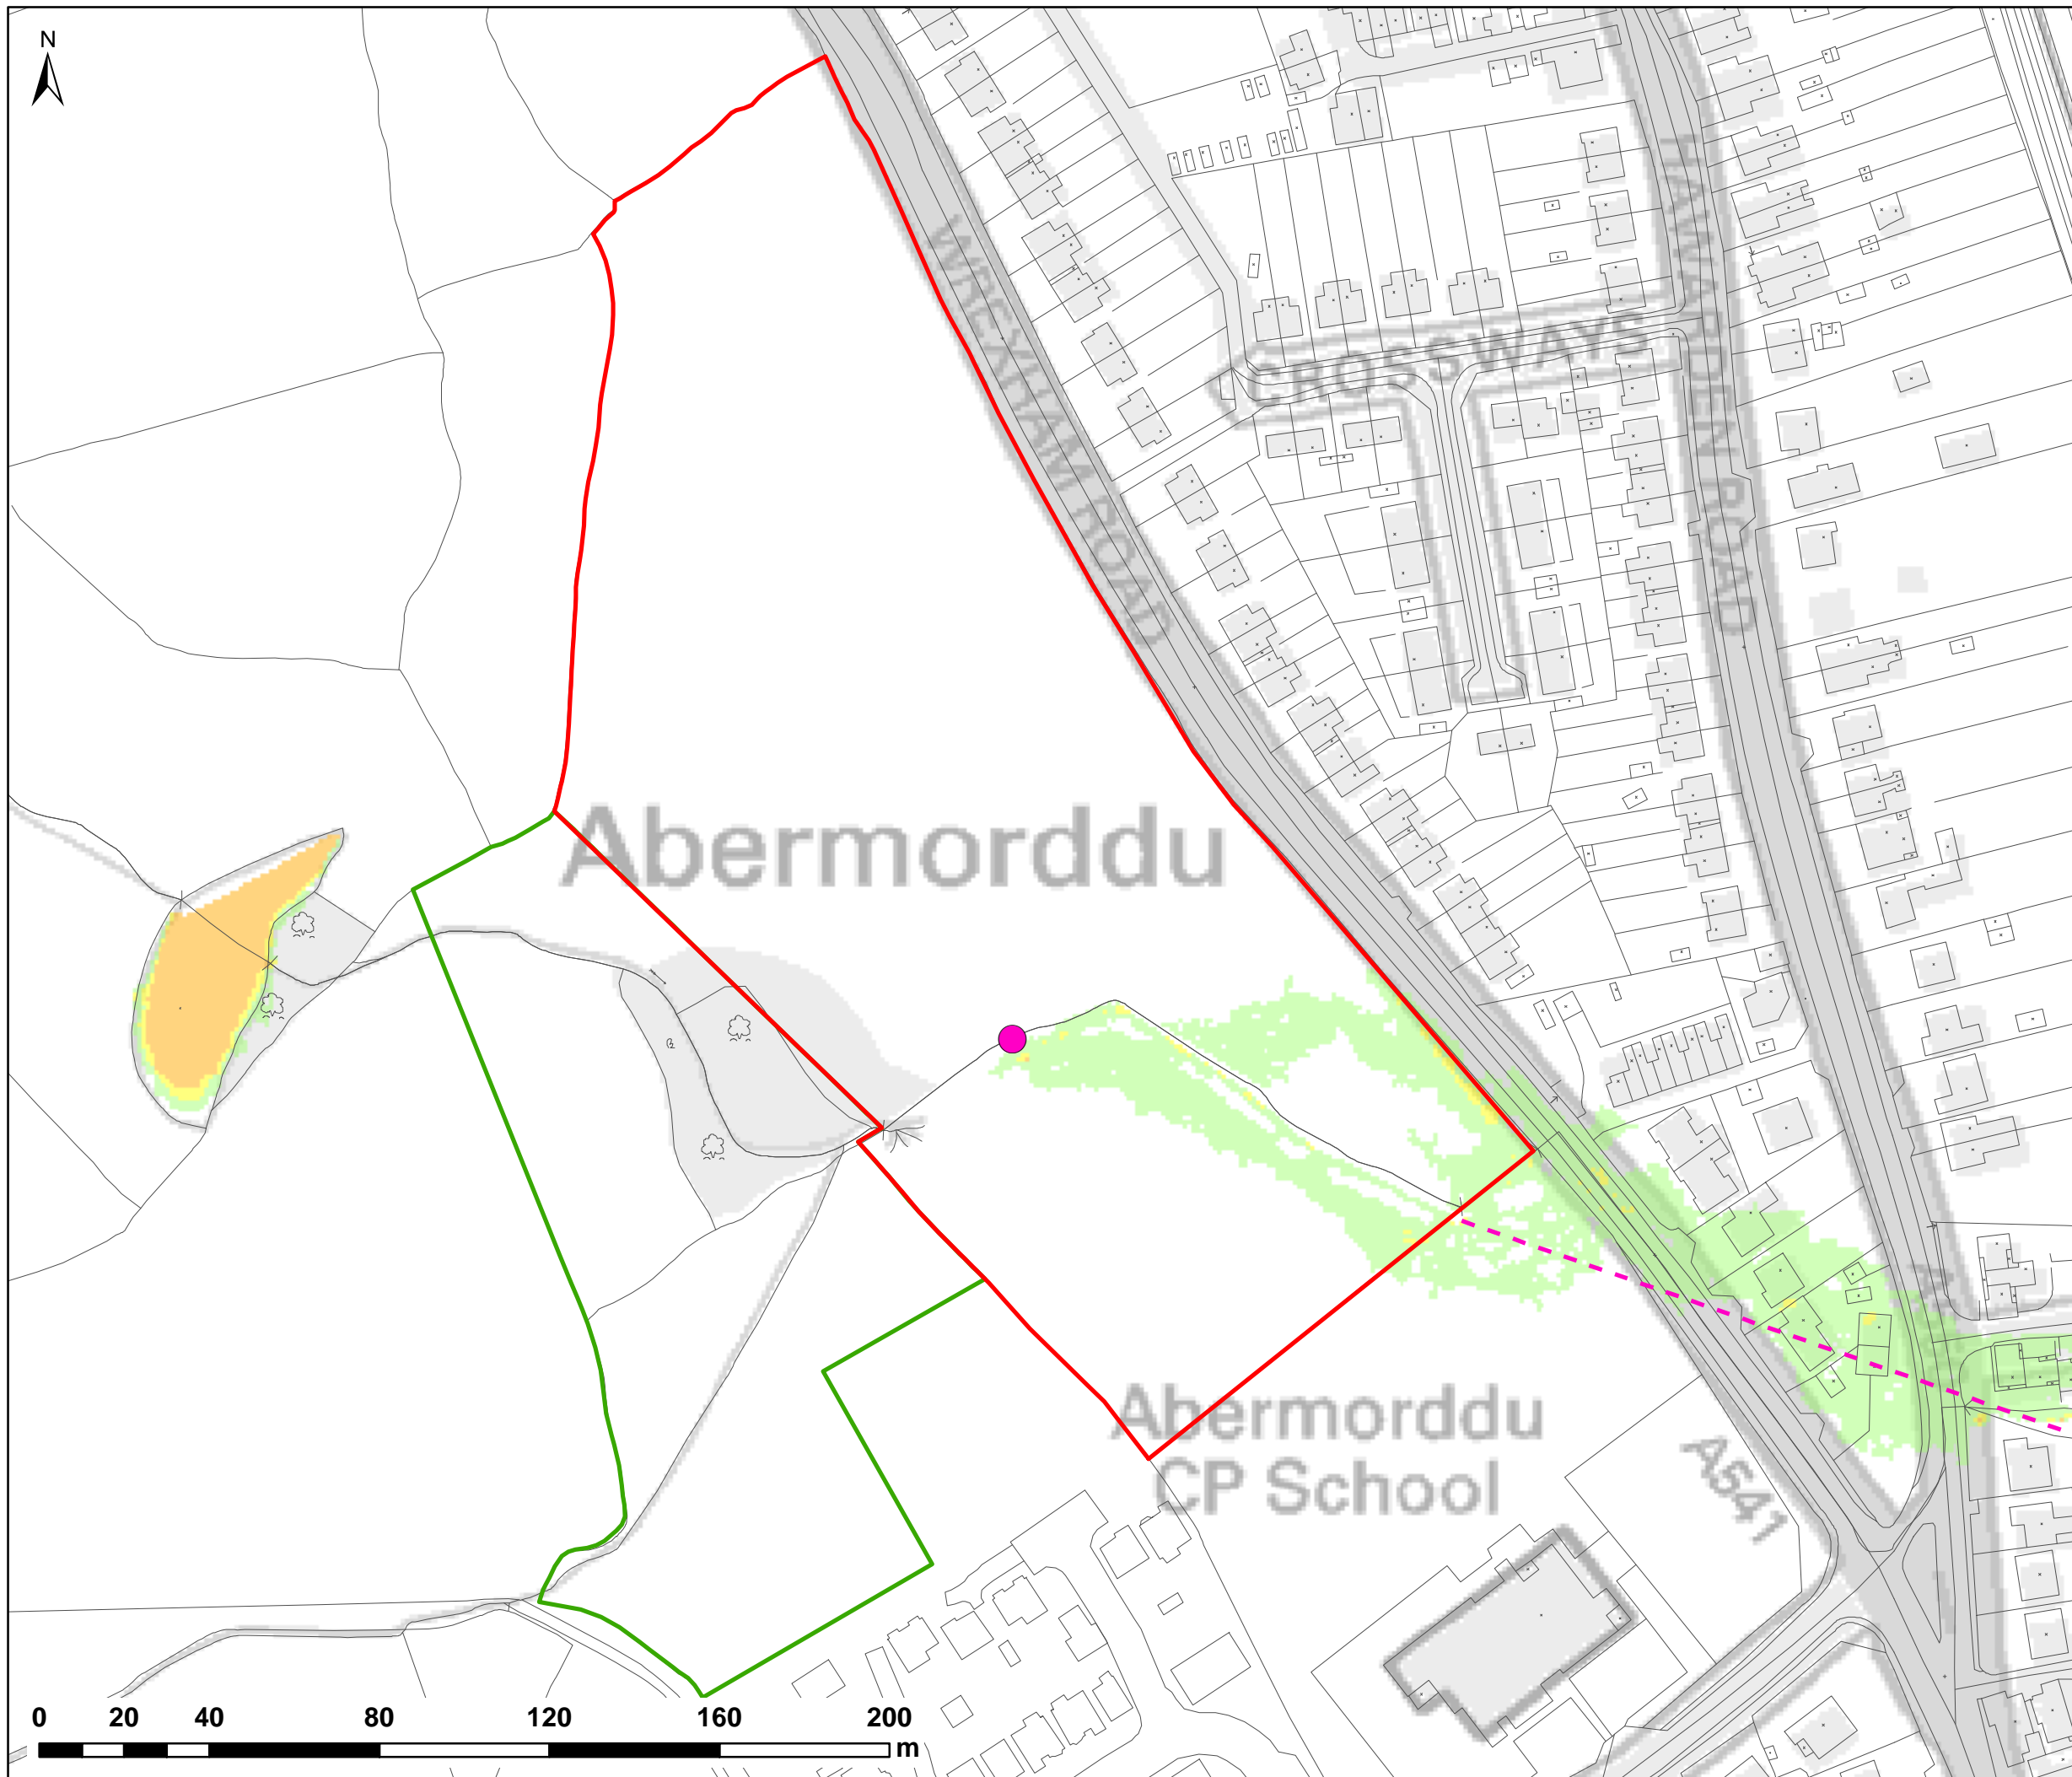 N
WREXHAM ROAD
HAWARDEN ROAD
CROSSWAYS
Abermorddu
Abermorddu
CP School
A541
0 20 40 80 120 160 200
m